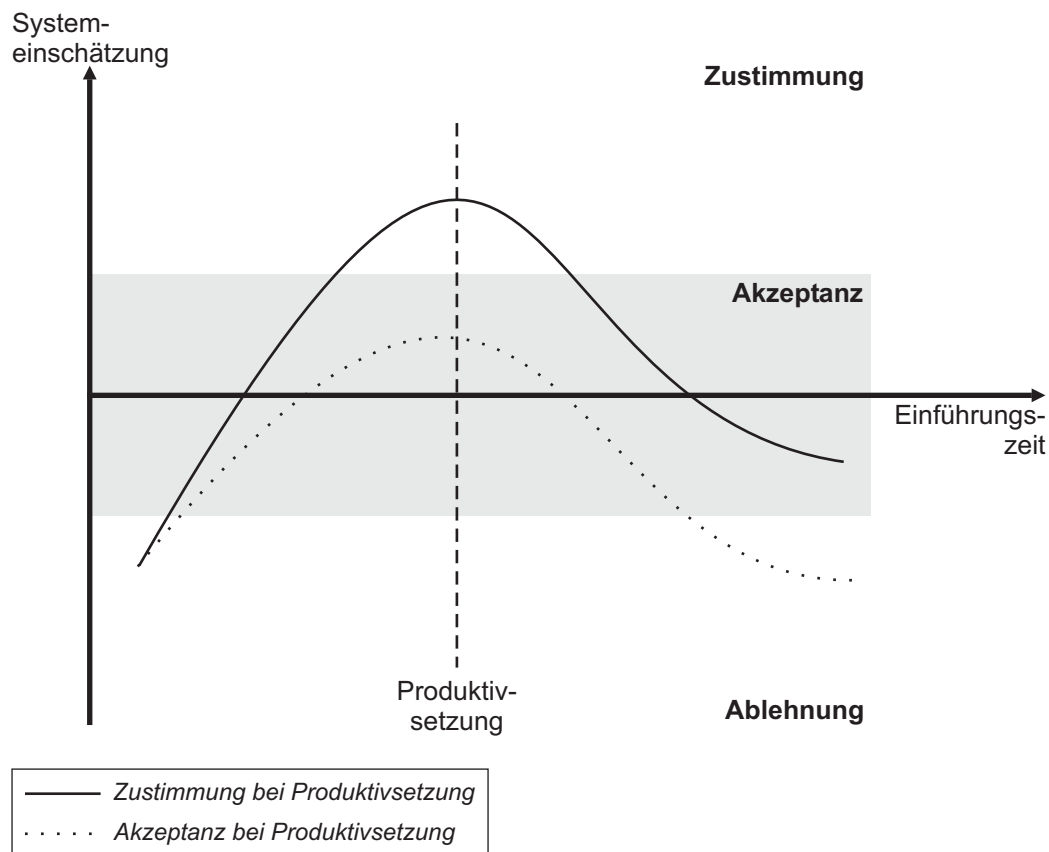 System-
einschätzung
Zustimmung
Akzeptanz
Einführungs-
zeit
Produktiv-
setzung
Ablehnung
Zustimmung bei Produktivsetzung
Akzeptanz bei Produktivsetzung